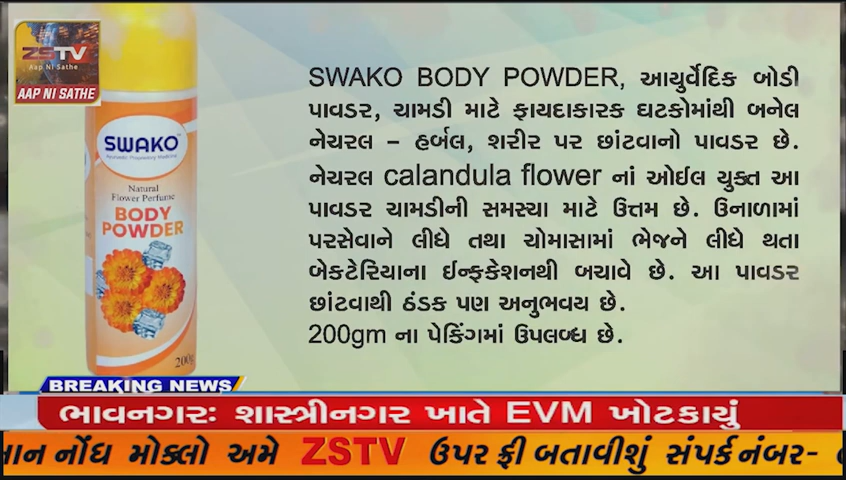 ZSTV
Aap Ni Sathe
AAP NI SATHE
SWAKO
Ayurvedic Proprietary Medicine
Natural
Flower Perfume
BODY
POWDER
200g
SWAKO BODY POWDER, આયુર્વેદિક બોડી
પાવડર, ચામડી માટે ફાયદાકારક ઘટકોમાંથી બનેલ
નેચરલ – હર્બલ, શરીર પર છાંટવાનો પાવડર છે.
નેચરલ calandula flower નાં ઓઈલ યુક્ત આ
પાવડર ચામડીની સમસ્યા માટે ઉત્તમ છે. ઉનાળામાં
પરસેવાને લીધે તથા ચોમાસામાં ભેજને લીધે થતા
બેકટેરિયાના ઈન્ફકેશનથી બચાવે છે. આ પાવડર
છાંટવાથી ઠંડક પણ અનુભવય છે.
200gm ના પેકિંગમાં ઉપલબ્ધ છે.
BREAKING NEWS
ભાવનગરઃ શાસ્ત્રીનગર ખાતે EVM ખોટકાયું
નોંધ મોક્લો અમે ZSTV ઉપર ફ્રી બતાવીશું સંપર્ક નંબર-